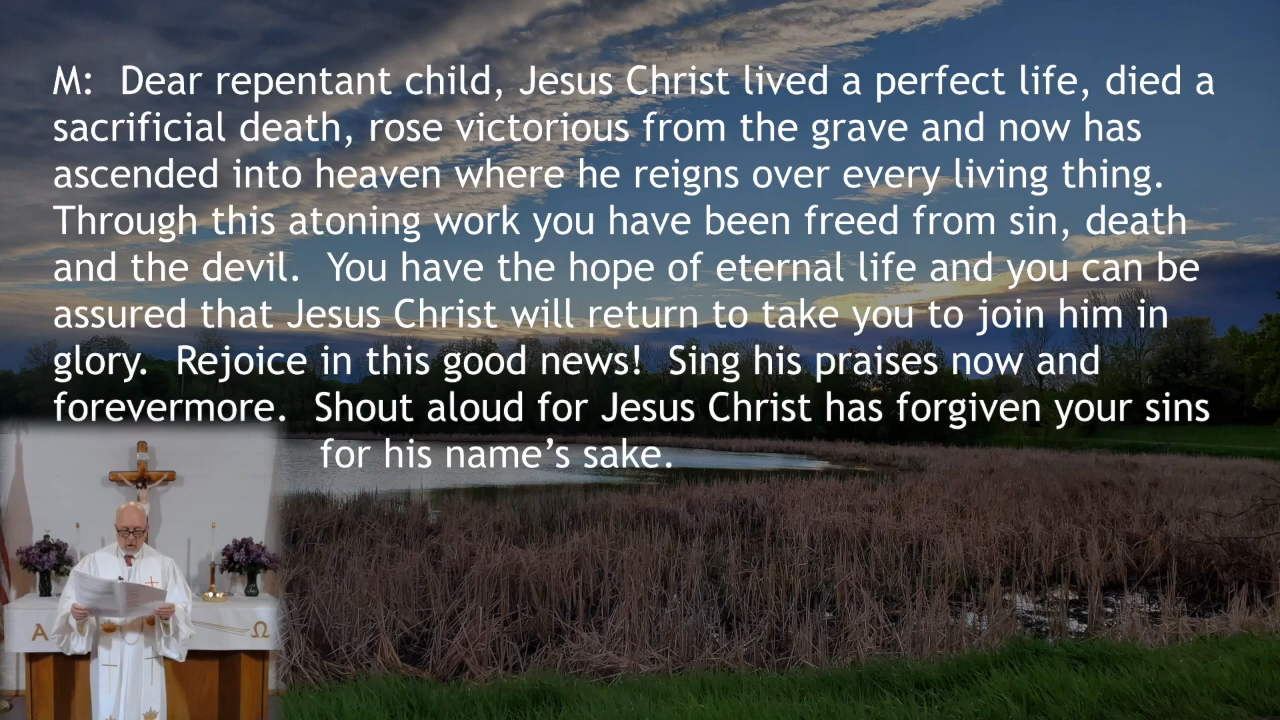 M:  Dear repentant child, Jesus Christ lived a perfect life, died a
sacrificial death, rose victorious from the grave and now has
ascended into heaven where he reigns over every living thing.
Through this atoning work you have been freed from sin, death
and the devil.  You have the hope of eternal life and you can be
assured that Jesus Christ will return to take you to join him in
glory.  Rejoice in this good news!  Sing his praises now and
forevermore.  Shout aloud for Jesus Christ has forgiven your sins
for his name’s sake.
Α Ω